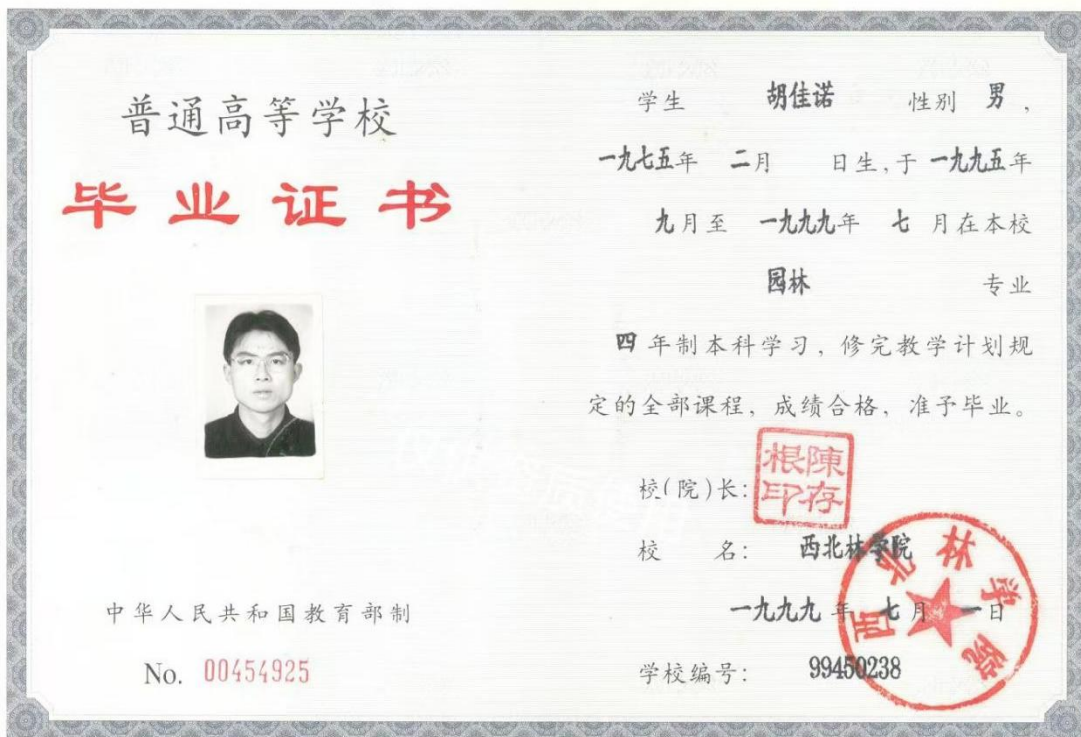 普通高等学校
毕业证书
中华人民共和国教育部制
No. 00454925
学生 胡佳诺 性别 男，
一九七五年 二月 日生，于 一九九五年
九月至 一九九九年 七 月在本校
园林 专业
四 年制本科学习，修完教学计划规
定的全部课程，成绩合格，准予毕业。
校(院)长：
陳存根印
校 名： 西北林学院
一九九九 年 七 月 一日
学校编号： 99450238
西北林学院